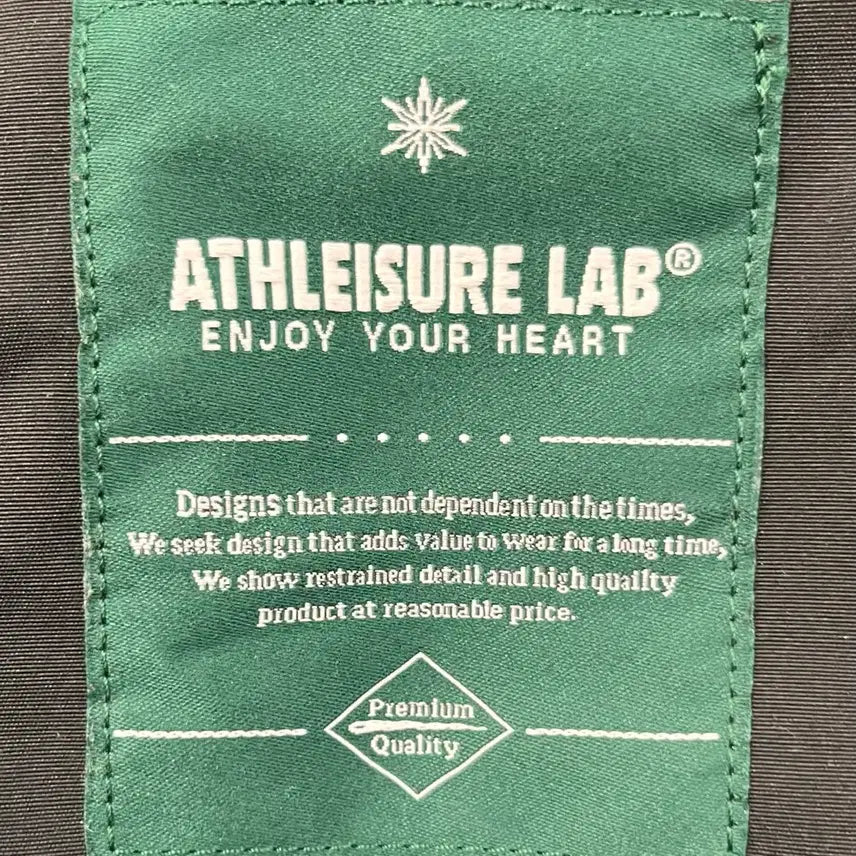 ATHLEISURE LAB®
ENJOY YOUR HEART
Designs that are not dependent on the times,
We seek design that adds value to wear for a long time,
We show restrained detail and high quality
product at reasonable price.
Premium
Quality